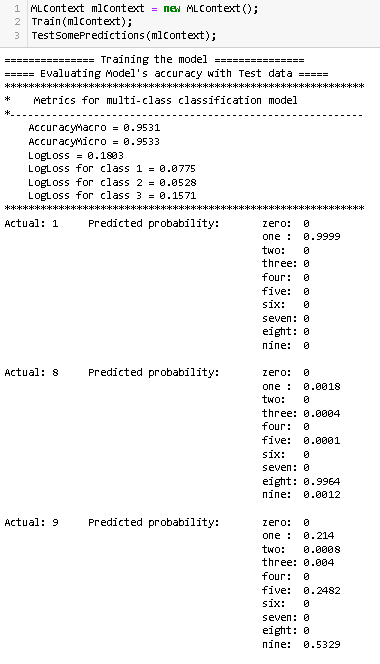 1 MLContext mlContext = new MLContext();
2 Train(mlContext);
3 TestSomePredictions(mlContext);
=============== Training the model ===============
===== Evaluating Model's accuracy with Test data =====
************************************************************
* Metrics for multi-class classification model
*-----------------------------------------------------------
AccuracyMacro = 0.9531
AccuracyMicro = 0.9533
LogLoss = 0.1803
LogLoss for class 1 = 0.0775
LogLoss for class 2 = 0.0528
LogLoss for class 3 = 0.1571
************************************************************
Actual: 1 Predicted probability: zero: 0
one : 0.9999
two: 0
three: 0
four: 0
five: 0
six: 0
seven: 0
eight: 0
nine: 0
Actual: 8 Predicted probability: zero: 0
one : 0.0018
two: 0
three: 0.0004
four: 0
five: 0.0001
six: 0
seven: 0
eight: 0.9964
nine: 0.0012
Actual: 9 Predicted probability: zero: 0
one : 0.214
two: 0.0008
three: 0.004
four: 0
five: 0.2482
six: 0
seven: 0
eight: 0
nine: 0.5329